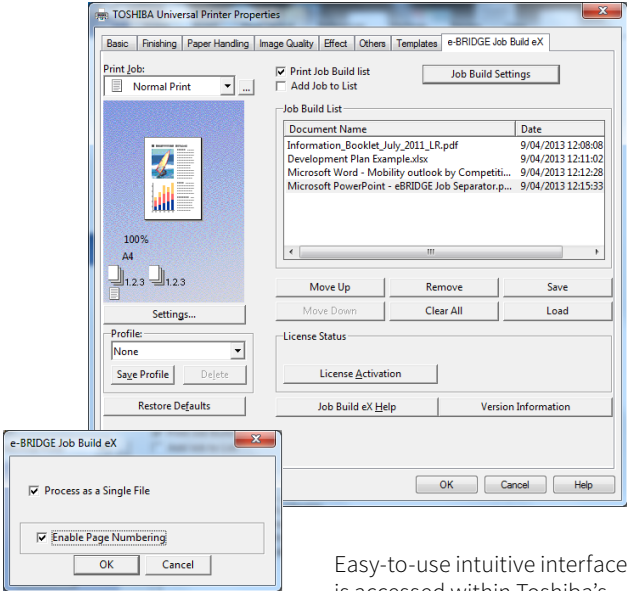 TOSHIBA Universal Printer Properties
Basic Finishing Paper Handling Image Quality Effect Others Templates e-BRIDGE Job Build eX
Print Job:
Normal Print
...
100%
A4
1.2.3 1.2.3
Settings...
Profile:
None
Save Profile Delete
Restore Defaults
Print Job Build list
Add Job to List
Job Build Settings
Job Build List
Document Name Date
Information_Booklet_July_2011_LR.pdf 9/04/2013 12:08:08
Development Plan Example.xlsx 9/04/2013 12:11:02
Microsoft Word - Mobility outlook by Competiti... 9/04/2013 12:12:28
Microsoft PowerPoint - eBRIDGE Job Separator.p... 9/04/2013 12:15:33
Move Up Remove Save
Move Down Clear All Load
License Status
License Activation
Job Build eX Help Version Information
OK Cancel Help
e-BRIDGE Job Build eX
Process as a Single File
Enable Page Numbering
OK Cancel
Easy-to-use intuitive interface
is accessed within Toshiba's